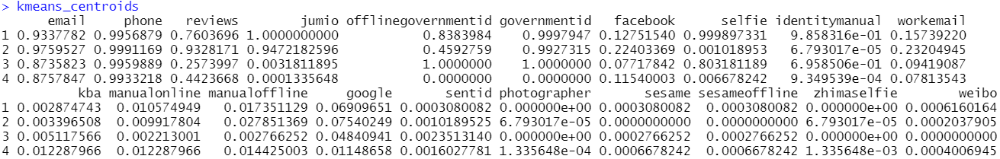 > kmeans_centroids
email phone reviews jumio offlinegovernmentid governmentid facebook selfie identitymanual workemail
1 0.9337782 0.9956879 0.7603696 1.0000000000 0.8383984 0.9997947 0.12751540 0.999897331 9.858316e-01 0.15739220
2 0.9759527 0.9991169 0.9328171 0.9472182596 0.4592759 0.9927315 0.22403369 0.001018953 6.793017e-05 0.23204945
3 0.8735823 0.9959889 0.2573997 0.0031811895 1.0000000 1.0000000 0.07717842 0.803181189 6.958506e-01 0.09419087
4 0.8757847 0.9933218 0.4423668 0.0001335648 0.0000000 0.0000000 0.11540003 0.006678242 9.349539e-04 0.07813543
kba manualonline manualoffline google sentid photographer sesame sesameoffline zhimaselfie weibo
1 0.002874743 0.010574949 0.017351129 0.06909651 0.0003080082 0.000000e+00 0.0003080082 0.0003080082 0.000000e+00 0.0006160164
2 0.003396508 0.009917804 0.027851369 0.07540249 0.0010189525 6.793017e-05 0.0000000000 0.0000000000 6.793017e-05 0.0002037905
3 0.005117566 0.002213001 0.002766252 0.04840941 0.0023513140 0.000000e+00 0.0002766252 0.0002766252 0.000000e+00 0.0000000000
4 0.012287966 0.012287966 0.014425003 0.01148658 0.0016027781 1.335648e-04 0.0006678242 0.0006678242 1.335648e-03 0.0004006945